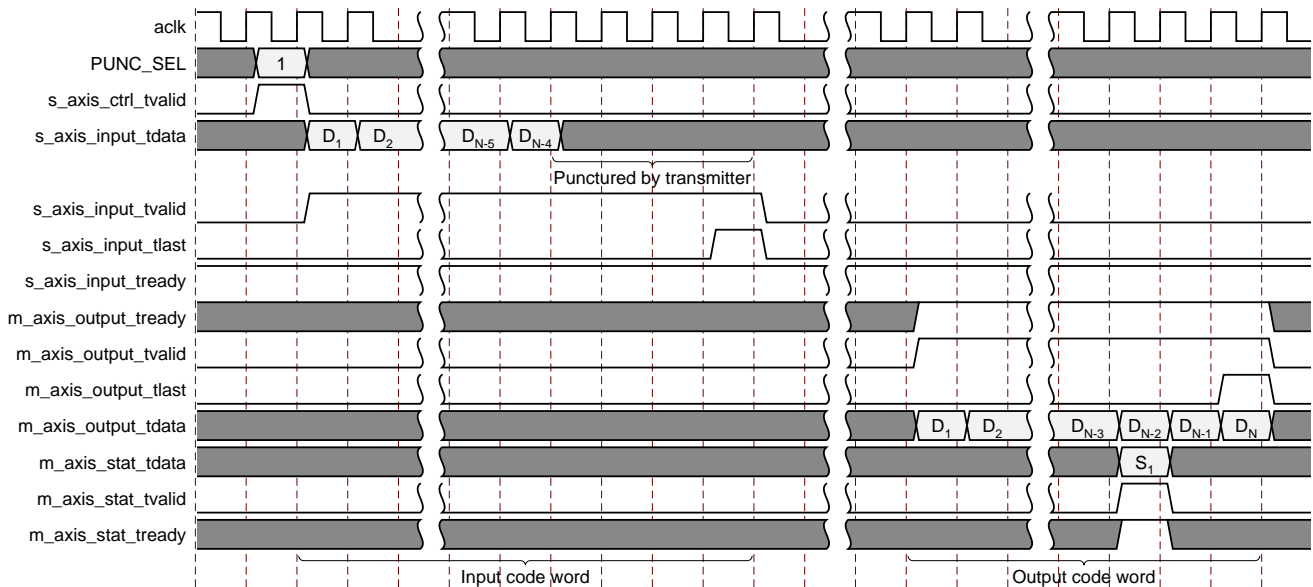 aclk
PUNC_SEL
1
s_axis_ctrl_tvalid
s_axis_input_tdata
D1 D2 DN-5 DN-4
Punctured by transmitter
s_axis_input_tvalid
s_axis_input_tlast
s_axis_input_tready
m_axis_output_tready
m_axis_output_tvalid
m_axis_output_tlast
m_axis_output_tdata
D1 D2 DN-3 DN-2 DN-1 DN
m_axis_stat_tdata
S1
m_axis_stat_tvalid
m_axis_stat_tready
Input code word Output code word